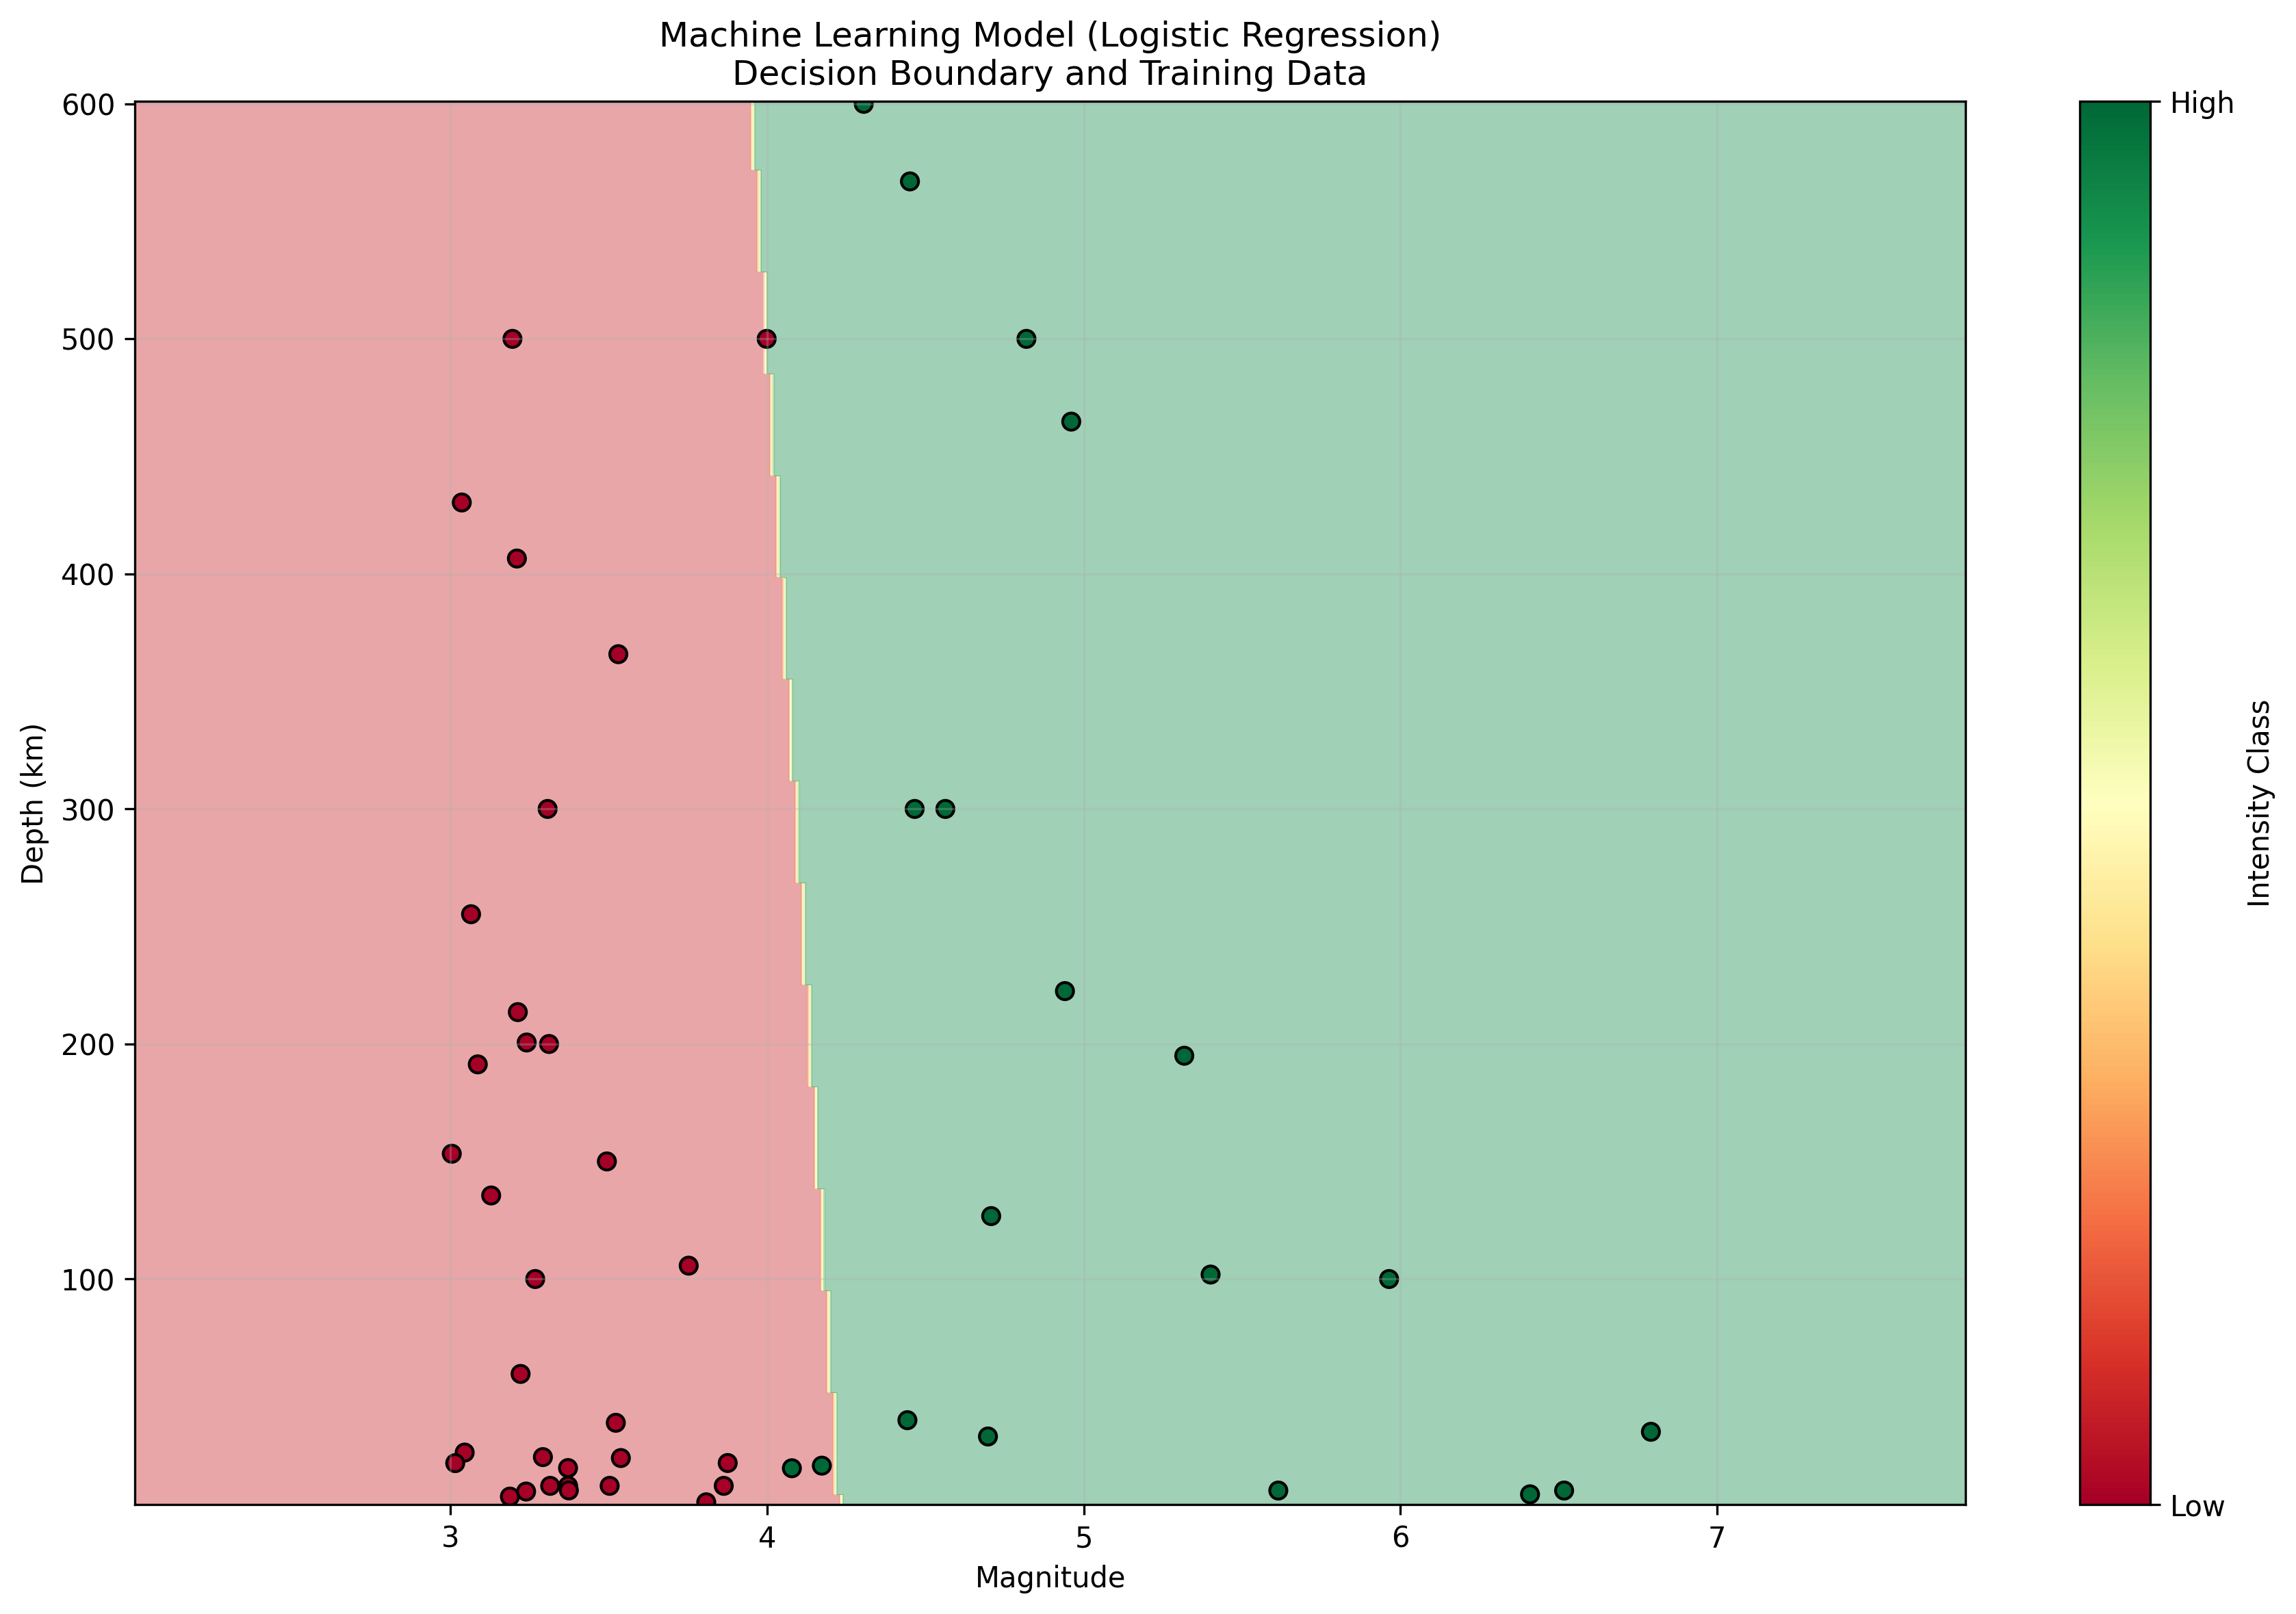 Machine Learning Model (Logistic Regression)
Decision Boundary and Training Data
600
500
400
300
200
100
Depth (km)
3
4
5
6
7
Magnitude
High
Low
Intensity Class